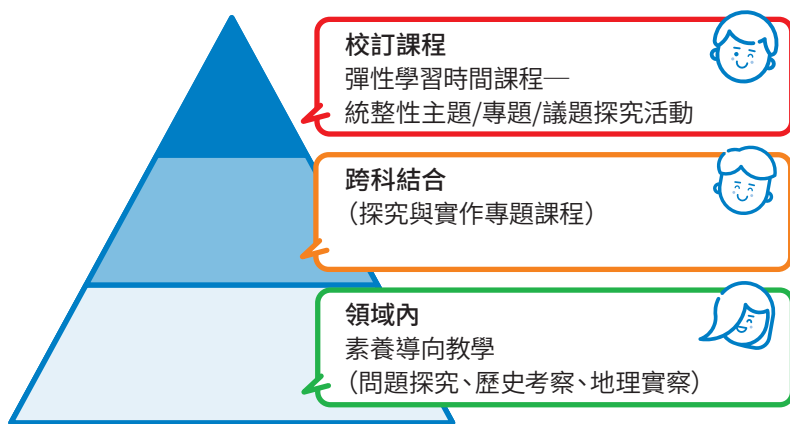 校訂課程
彈性學習時間課程—
統整性主題/專題/議題探究活動
跨科結合
（探究與實作專題課程）
領域內
素養導向教學
（問題探究、歷史考察、地理實察）